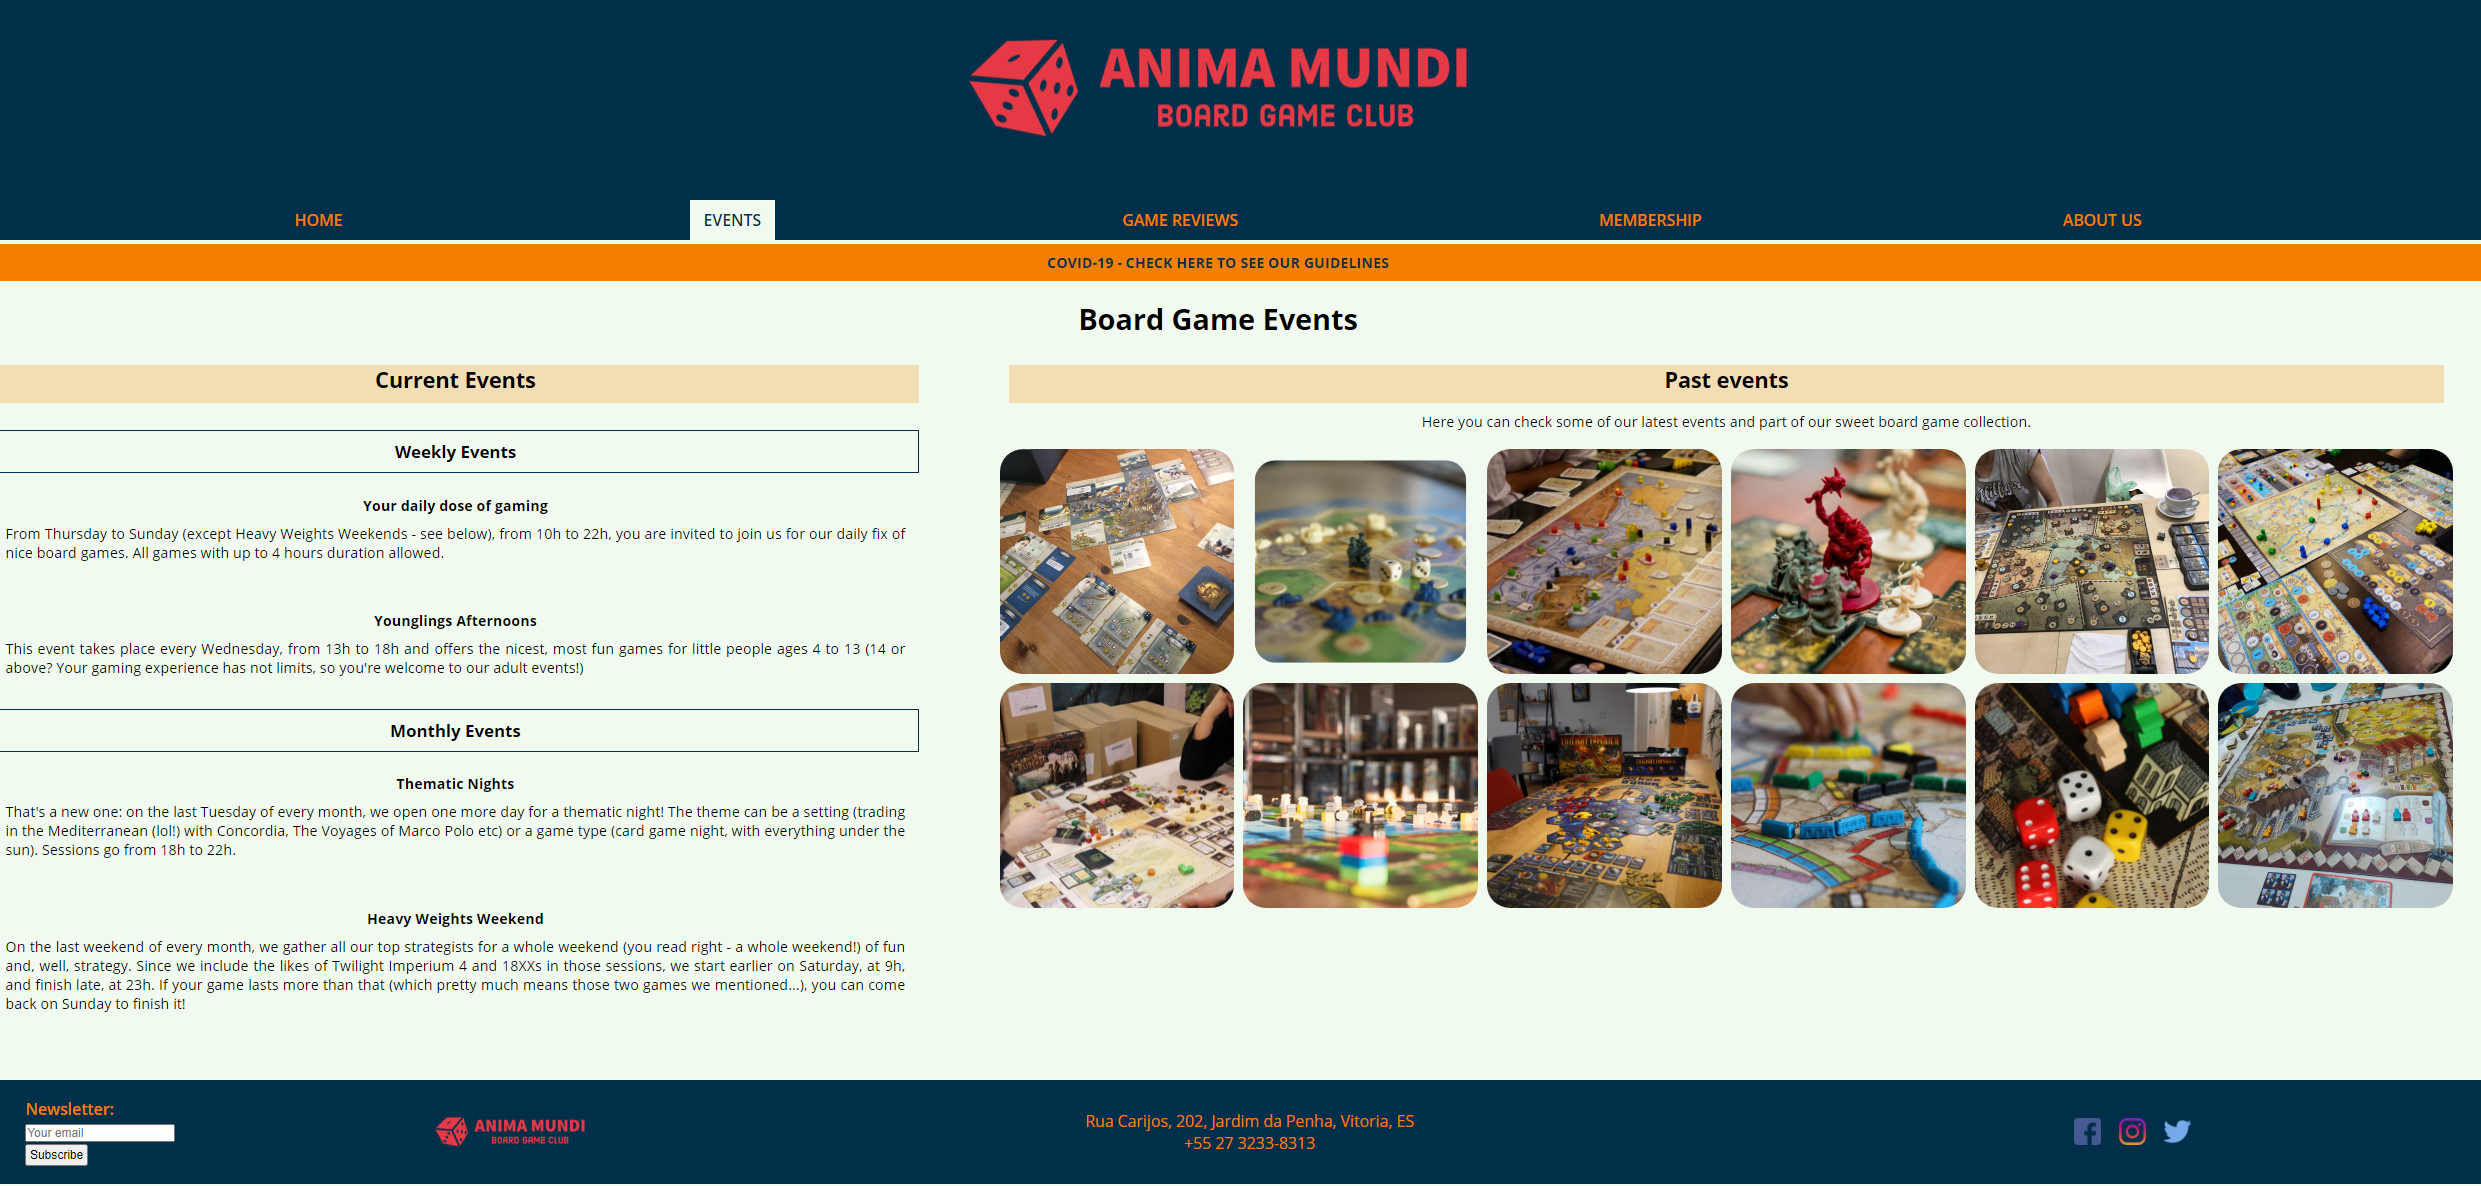 ANIMA MUNDI
BOARD GAME CLUB
HOME
EVENTS
GAME REVIEWS
MEMBERSHIP
ABOUT US
COVID-19 - CHECK HERE TO SEE OUR GUIDELINES
Board Game Events
Current Events
Weekly Events
Your daily dose of gaming
From Thursday to Sunday (except Heavy Weights Weekends - see below), from 10h to 22h, you are invited to join us for our daily fix of
nice board games. All games with up to 4 hours duration allowed.
Younglings Afternoons
This event takes place every Wednesday, from 13h to 18h and offers the nicest, most fun games for little people ages 4 to 13 (14 or
above? Your gaming experience has not limits, so you're welcome to our adult events!)
Monthly Events
Thematic Nights
That's a new one: on the last Tuesday of every month, we open one more day for a thematic night! The theme can be a setting (trading
in the Mediterranean (lol!) with Concordia, The Voyages of Marco Polo etc) or a game type (card game night, with everything under the
sun). Sessions go from 18h to 22h.
Heavy Weights Weekend
On the last weekend of every month, we gather all our top strategists for a whole weekend (you read right - a whole weekend!) of fun
and, well, strategy. Since we include the likes of Twilight Imperium 4 and 18XXs in those sessions, we start earlier on Saturday, at 9h,
and finish late, at 23h. If your game lasts more than that (which pretty much means those two games we mentioned...), you can come
back on Sunday to finish it!
Past events
Here you can check some of our latest events and part of our sweet board game collection.
TWILIGHT IMPERIUM
Newsletter:
Your email
Subscribe
ANIMA MUNDI
BOARD GAME CLUB
Rua Carijos, 202, Jardim da Penha, Vitoria, ES
+55 27 3233-8313